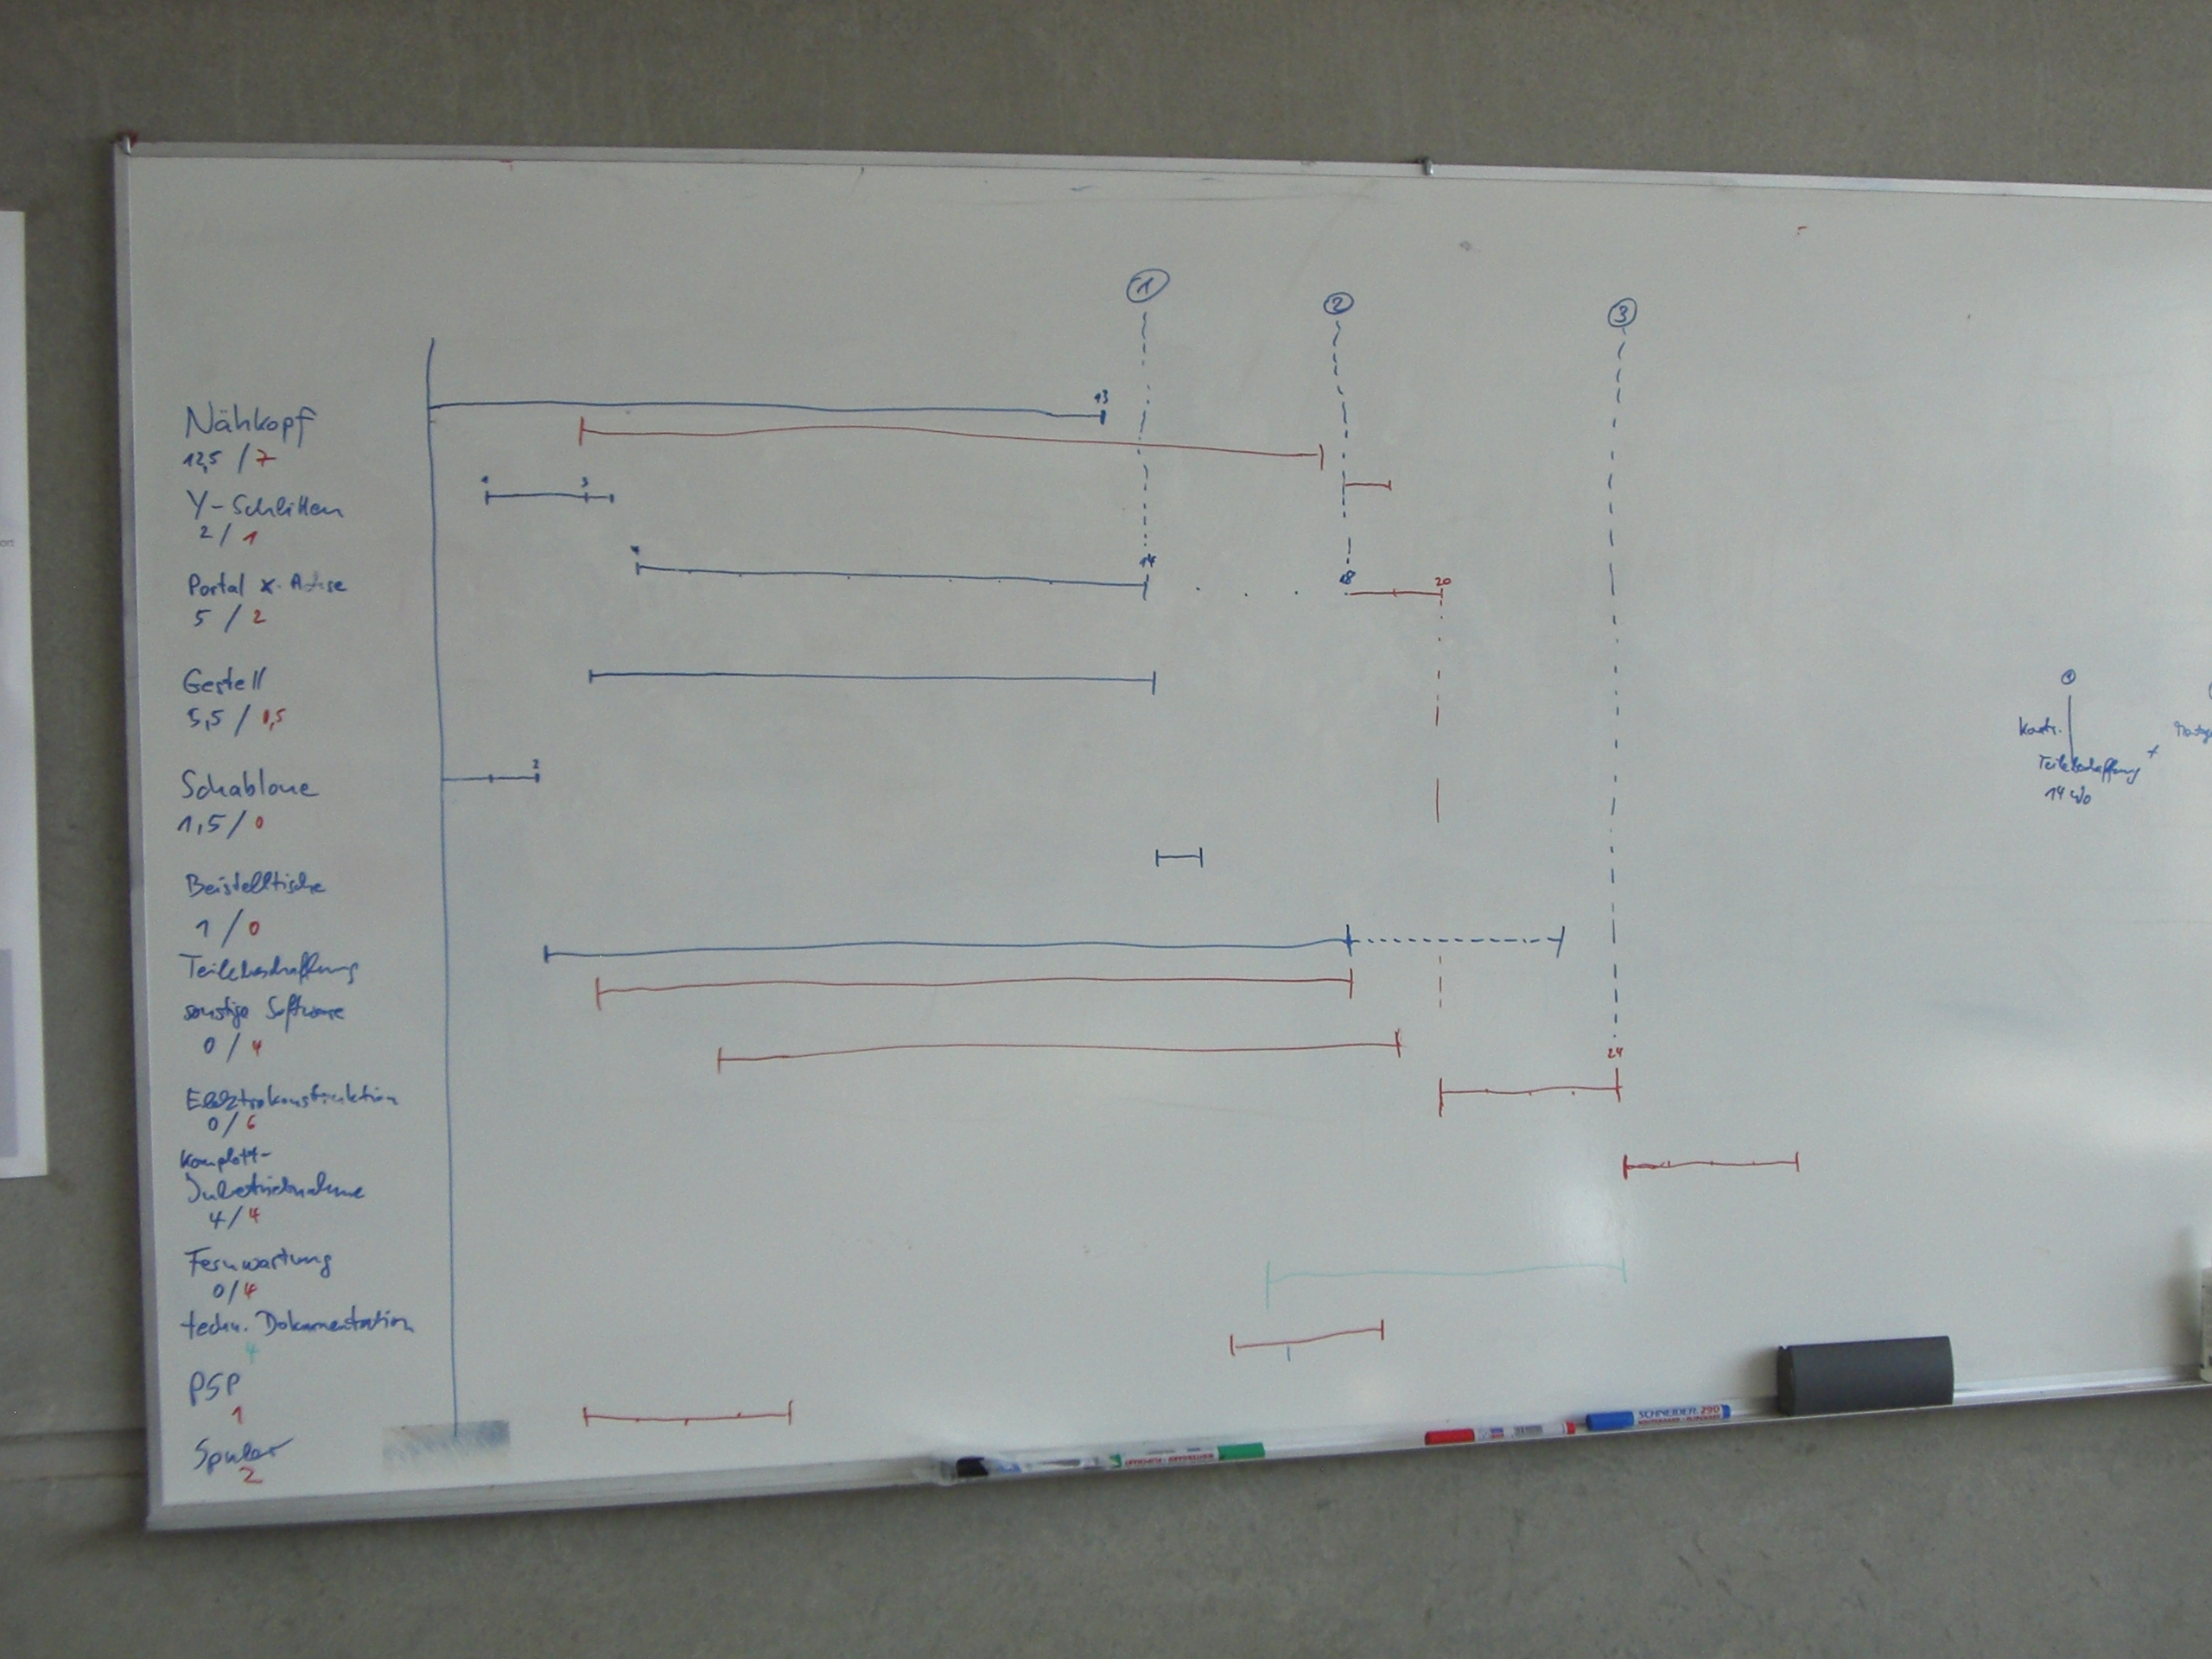 1
2
3
13
Nähkopf
12,5 / 7
1 3
Y-Schlitten
2 / 1
4 14 18 20
Portal x-Achse
5 / 2
Gestell
5,5 / 1,5
2
Schablone
1,5 / 0
Beistelltische
1 / 0
Teilebeschaffung
sonstige Software
0 / 4
24
Elektrokonstruktion
0 / 6
Komplett-
Inbetriebnahme
4 / 4
Fernwartung
0 / 4
techn. Dokumentation
4
PSP
1
Spuler
2
Konstr.
Teilebeschaffung +
14 Wo
SCHNEIDER 290